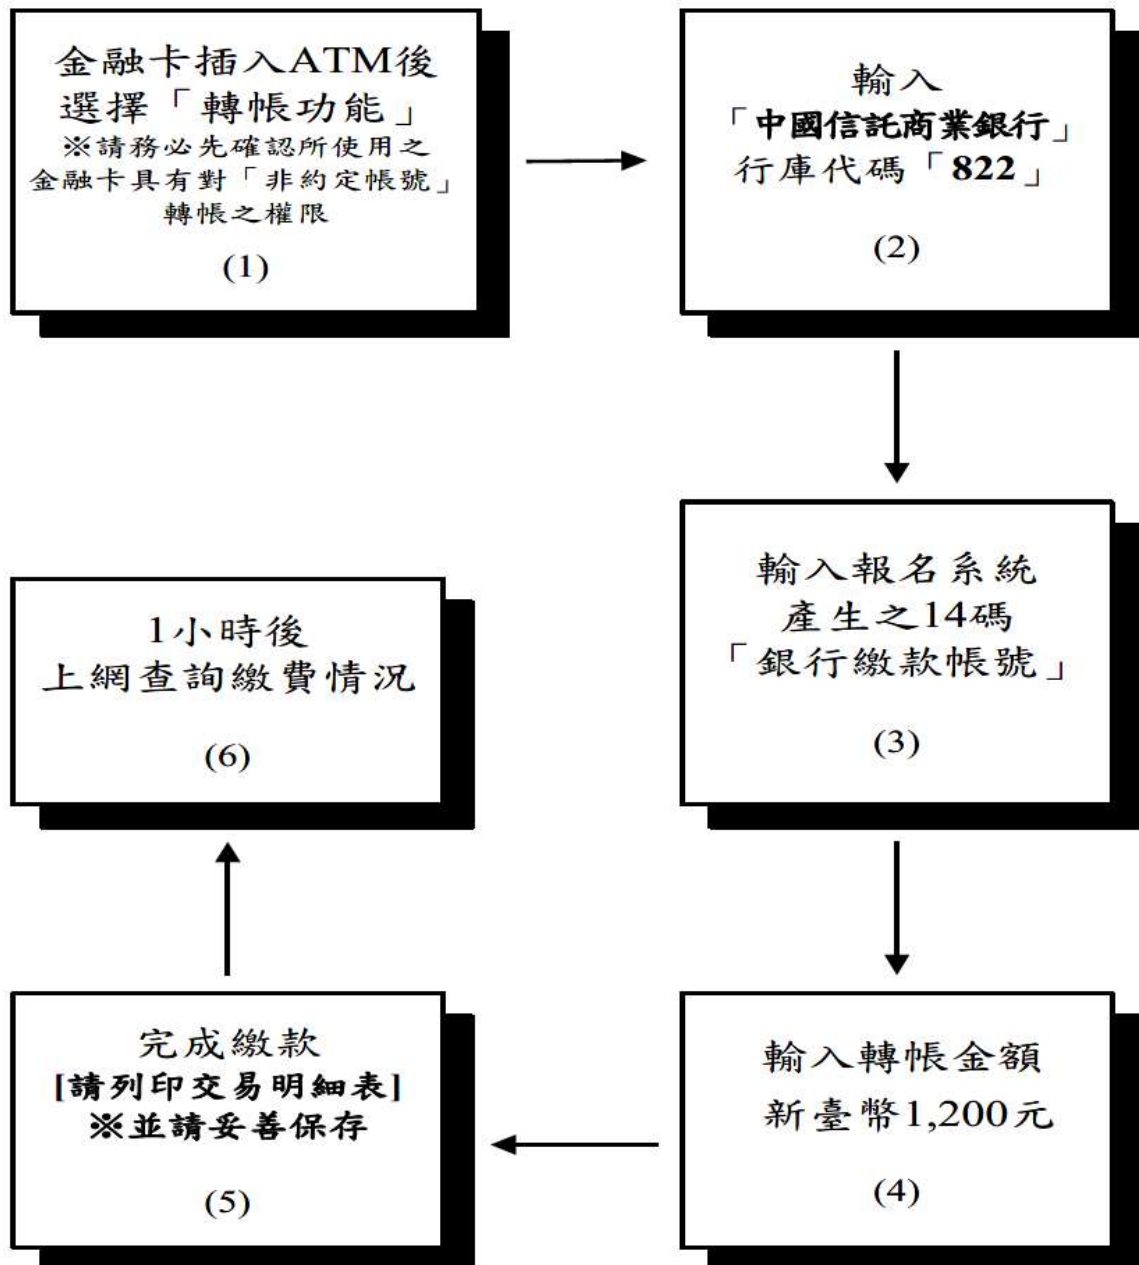 金融卡插入ATM後
選擇「轉帳功能」
※請務必先確認所使用之
金融卡具有對「非約定帳號」
轉帳之權限
(1)
輸入
「中國信託商業銀行」
行庫代碼「822」
(2)
輸入報名系統
產生之14碼
「銀行繳款帳號」
(3)
輸入轉帳金額
新臺幣1,200元
(4)
完成繳款
[請列印交易明細表]
※並請妥善保存
(5)
1小時後
上網查詢繳費情況
(6)